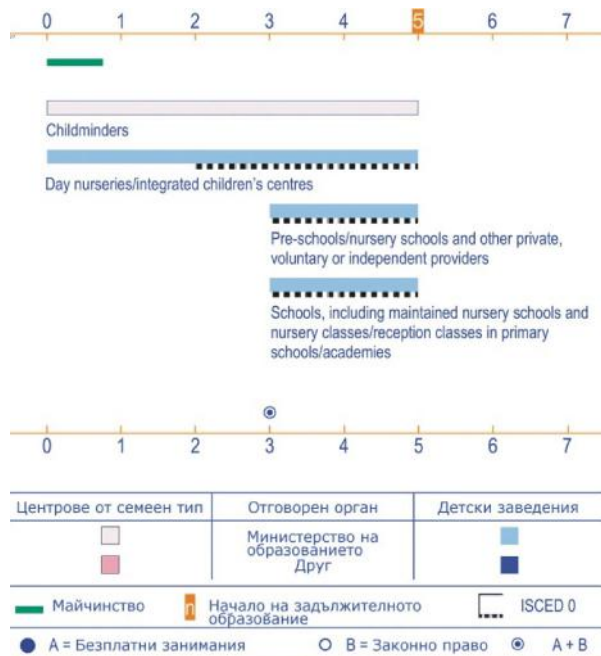 0 1 2 3 4 5 6 7
Childminders
Day nurseries/integrated children's centres
Pre-schools/nursery schools and other private,
voluntary or independent providers
Schools, including maintained nursery schools and
nursery classes/reception classes in primary
schools/academies
0 1 2 3 4 5 6 7
Центрове от семеен тип Отговорен орган Детски заведения
Министерство на
образованието
Друг
Майчинство n Начало на задължителното
образование ISCED 0
A = Безплатни занимания B = Законно право A + B